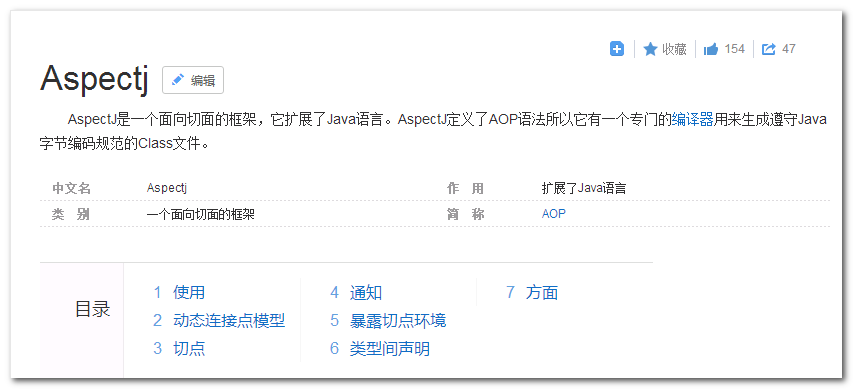 收藏 154 47
Aspectj 编辑
AspectJ是一个面向切面的框架，它扩展了Java语言。AspectJ定义了AOP语法所以它有一个专门的编译器用来生成遵守Java
字节编码规范的Class文件。
中文名 Aspectj 作 用 扩展了Java语言
类 别 一个面向切面的框架 简 称 AOP
目录
1 使用
2 动态连接点模型
3 切点
4 通知
5 暴露切点环境
6 类型间声明
7 方面